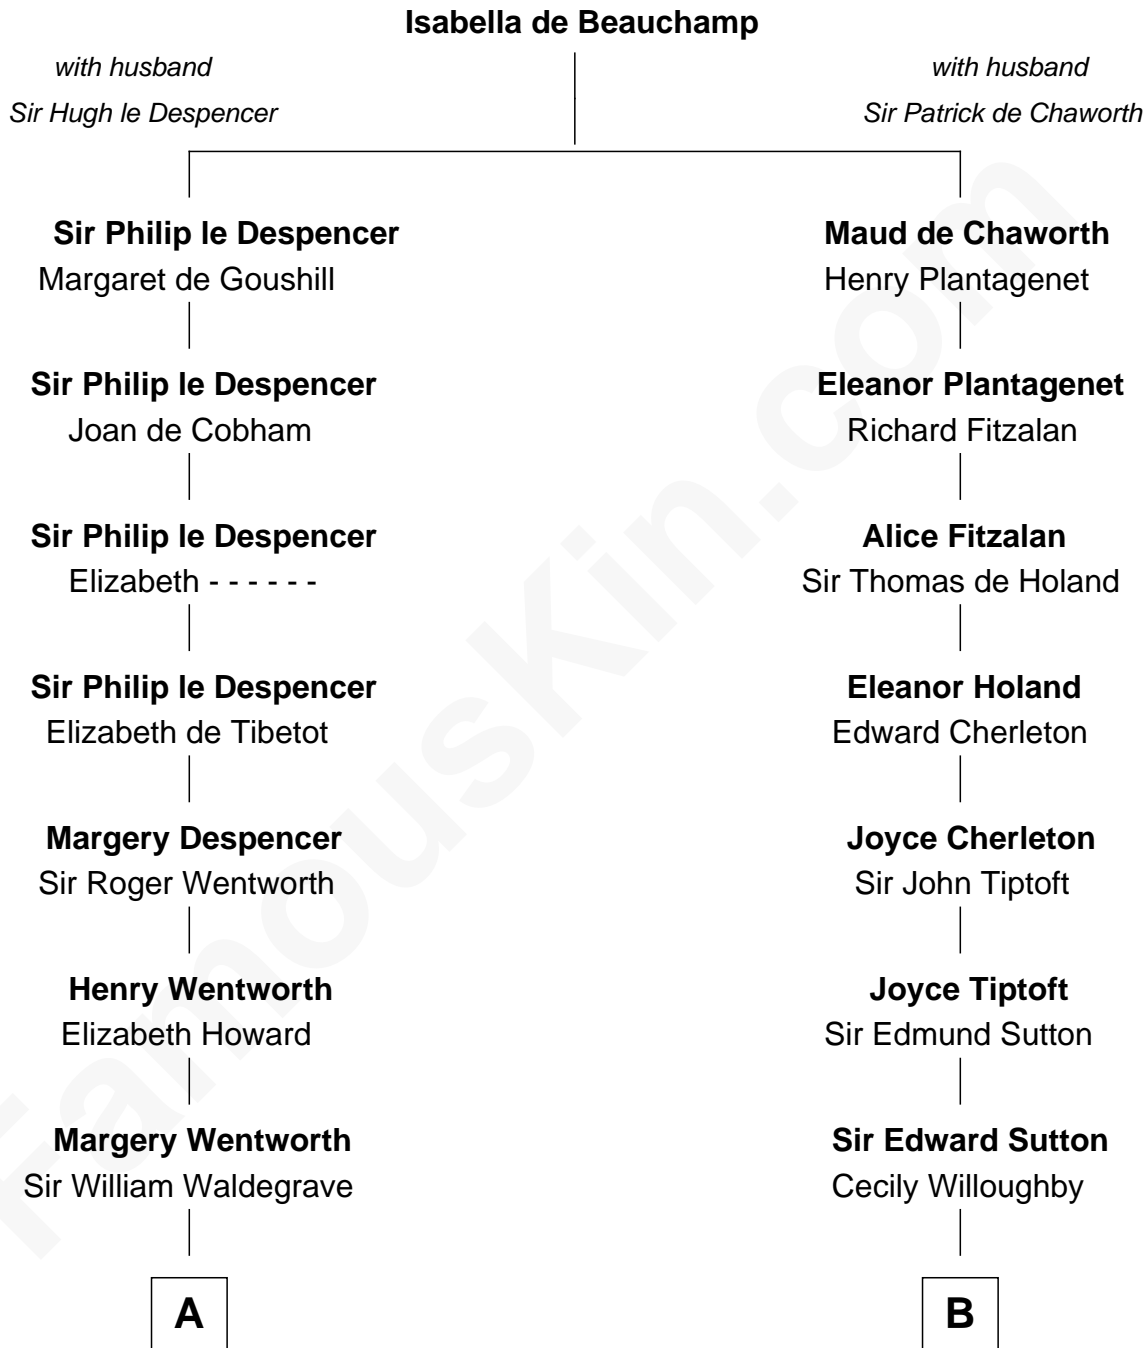 Isabella de Beauchamp
with husband
Sir Hugh le Despencer
with husband
Sir Patrick de Chaworth
Sir Philip le Despencer
Margaret de Goushill
Maud de Chaworth
Henry Plantagenet
Sir Philip le Despencer
Joan de Cobham
Eleanor Plantagenet
Richard Fitzalan
Sir Philip le Despencer
Elizabeth - - - - - -
Alice Fitzalan
Sir Thomas de Holand
Sir Philip le Despencer
Elizabeth de Tibetot
Eleanor Holand
Edward Cherleton
Margery Despencer
Sir Roger Wentworth
Joyce Cherleton
Sir John Tiptoft
Henry Wentworth
Elizabeth Howard
Joyce Tiptoft
Sir Edmund Sutton
Margery Wentworth
Sir William Waldegrave
Sir Edward Sutton
Cecily Willoughby
A
B
FamousKin.com